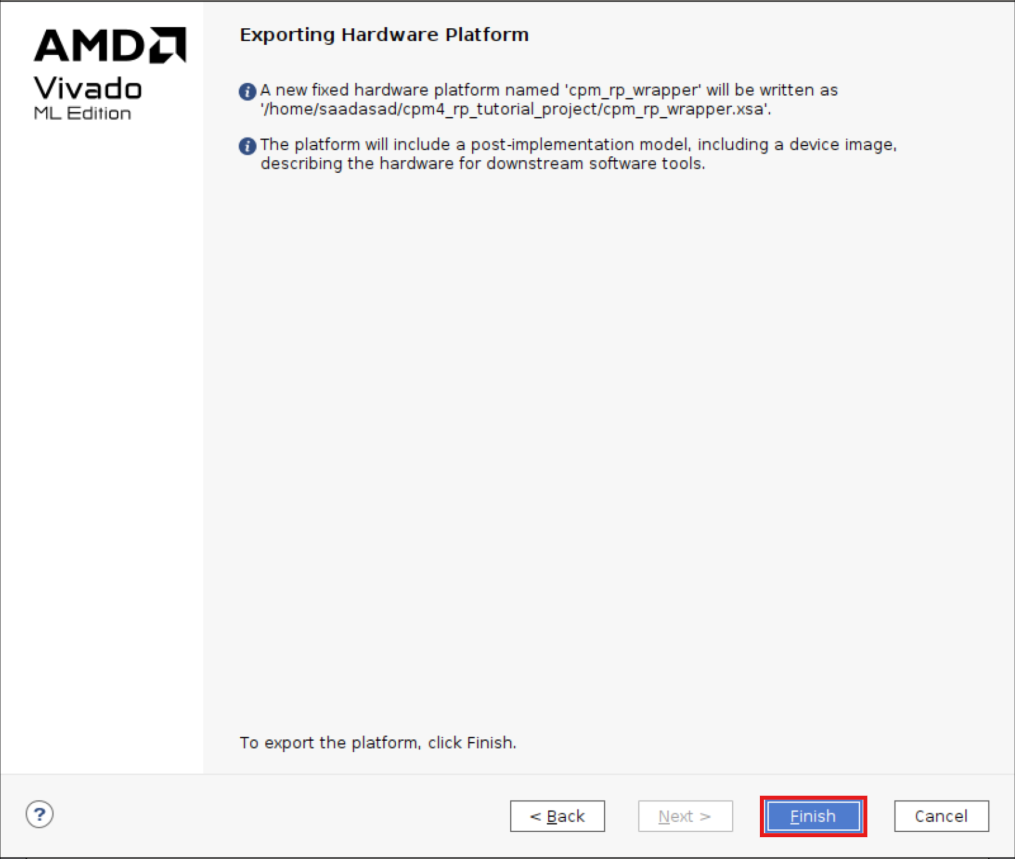 AMD
Vivado
ML Edition
Exporting Hardware Platform
A new fixed hardware platform named 'cpm_rp_wrapper' will be written as
'/home/saadasad/cpm4_rp_tutorial_project/cpm_rp_wrapper.xsa'.
The platform will include a post-implementation model, including a device image,
describing the hardware for downstream software tools.
To export the platform, click Finish.
?
< Back
Next >
Finish
Cancel